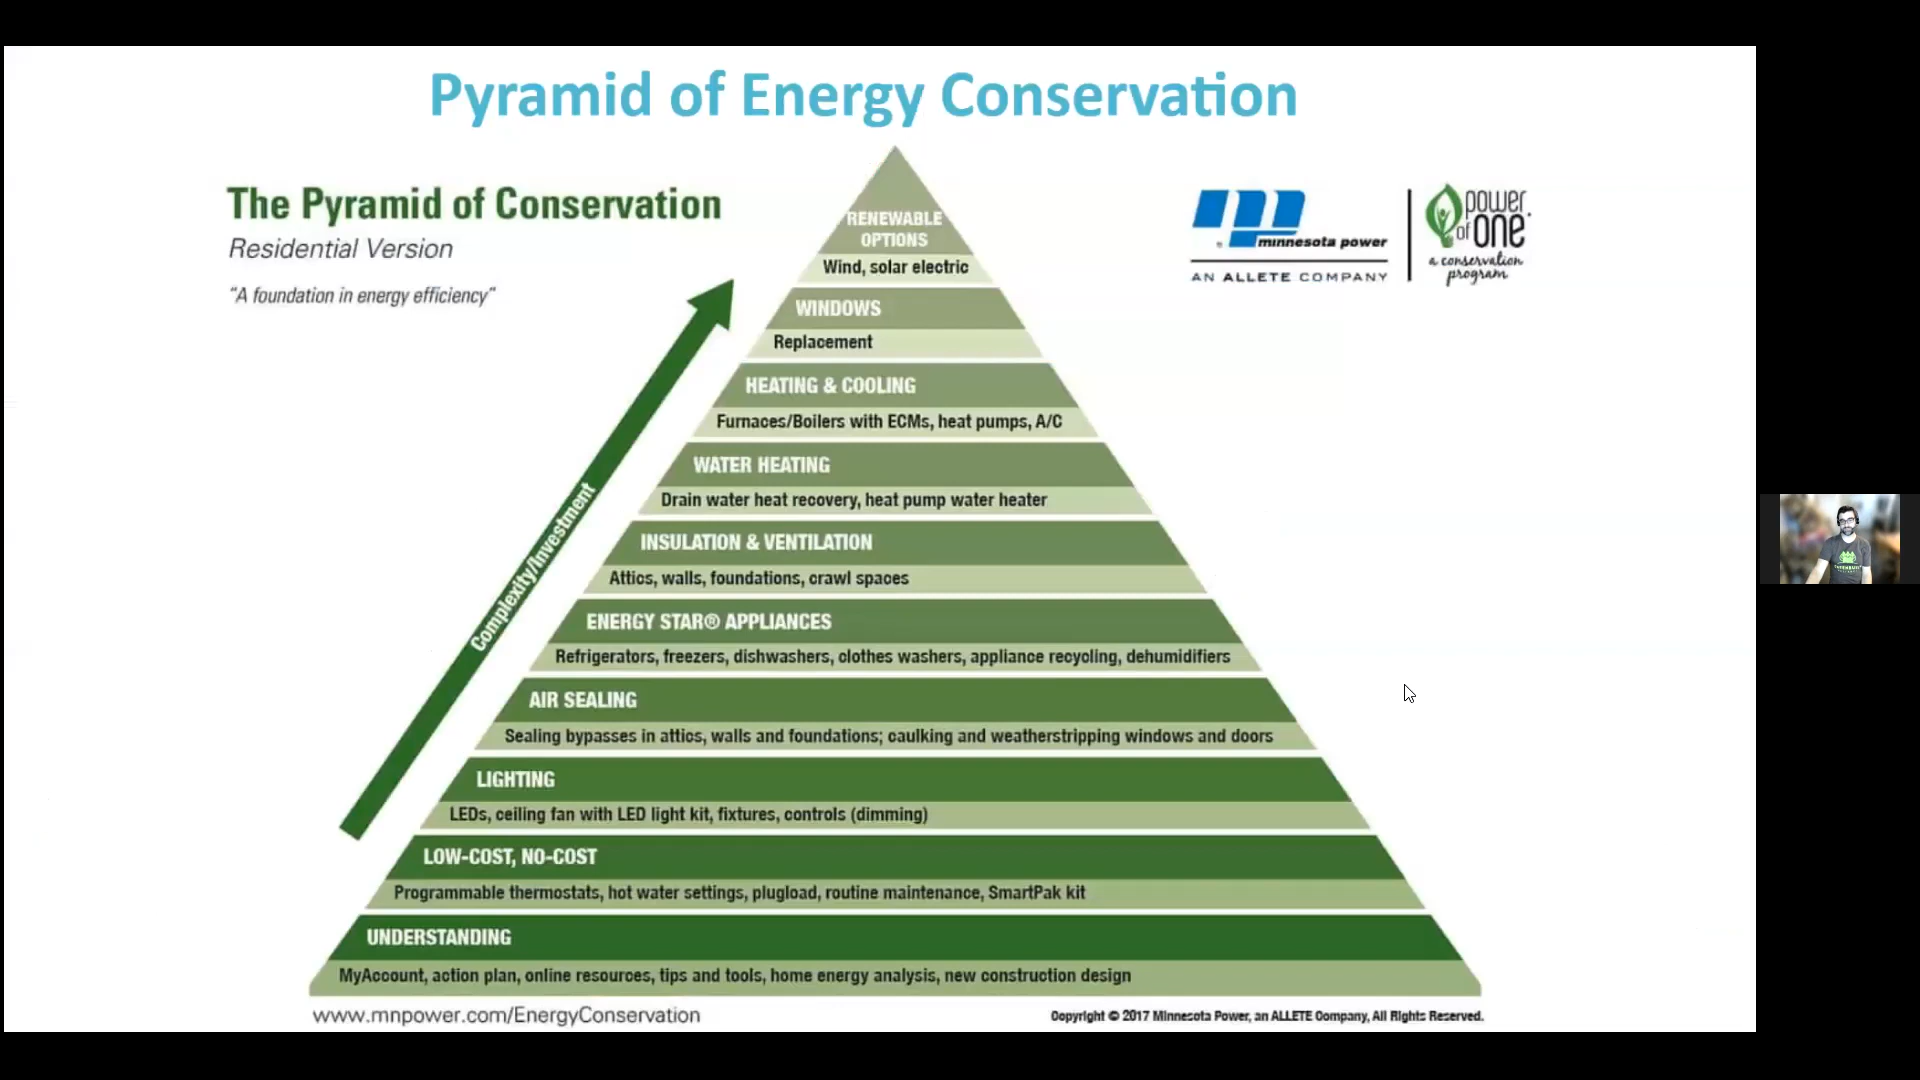 Pyramid of Energy Conservation
The Pyramid of Conservation
Residential Version
"A foundation in energy efficiency"
minnesota power
AN ALLETE COMPANY
power
of one
a conservation
program
Complexity/Investment
RENEWABLE
OPTIONS
Wind, solar electric
WINDOWS
Replacement
HEATING & COOLING
Furnaces/Boilers with ECMs, heat pumps, A/C
WATER HEATING
Drain water heat recovery, heat pump water heater
INSULATION & VENTILATION
Attics, walls, foundations, crawl spaces
ENERGY STAR® APPLIANCES
Refrigerators, freezers, dishwashers, clothes washers, appliance recycling, dehumidifiers
AIR SEALING
Sealing bypasses in attics, walls and foundations; caulking and weatherstripping windows and doors
LIGHTING
LEDs, ceiling fan with LED light kit, fixtures, controls (dimming)
LOW-COST, NO-COST
Programmable thermostats, hot water settings, plugload, routine maintenance, SmartPak kit
UNDERSTANDING
MyAccount, action plan, online resources, tips and tools, home energy analysis, new construction design
www.mnpower.com/EnergyConservation
Copyright © 2017 Minnesota Power, an ALLETE Company, All Rights Reserved.